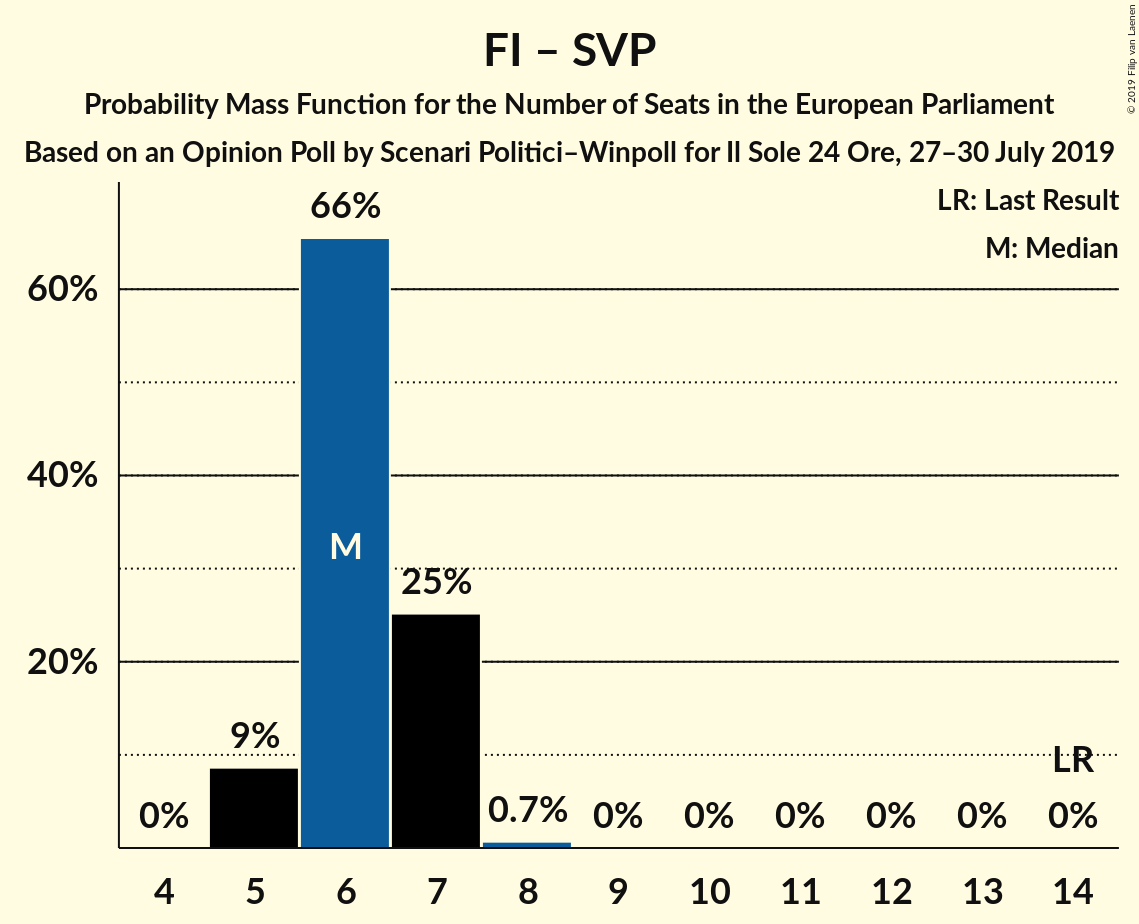 FI – SVP
Probability Mass Function for the Number of Seats in the European Parliament
Based on an Opinion Poll by Scenari Politici–Winpoll for Il Sole 24 Ore, 27–30 July 2019
© 2019 Filip van Laenen
LR: Last Result
M: Median
66%
60%
40%
M
25%
20%
9%
LR
0%
0.7%
0%
0%
0%
0%
0%
0%
4 5 6 7 8 9 10 11 12 13 14